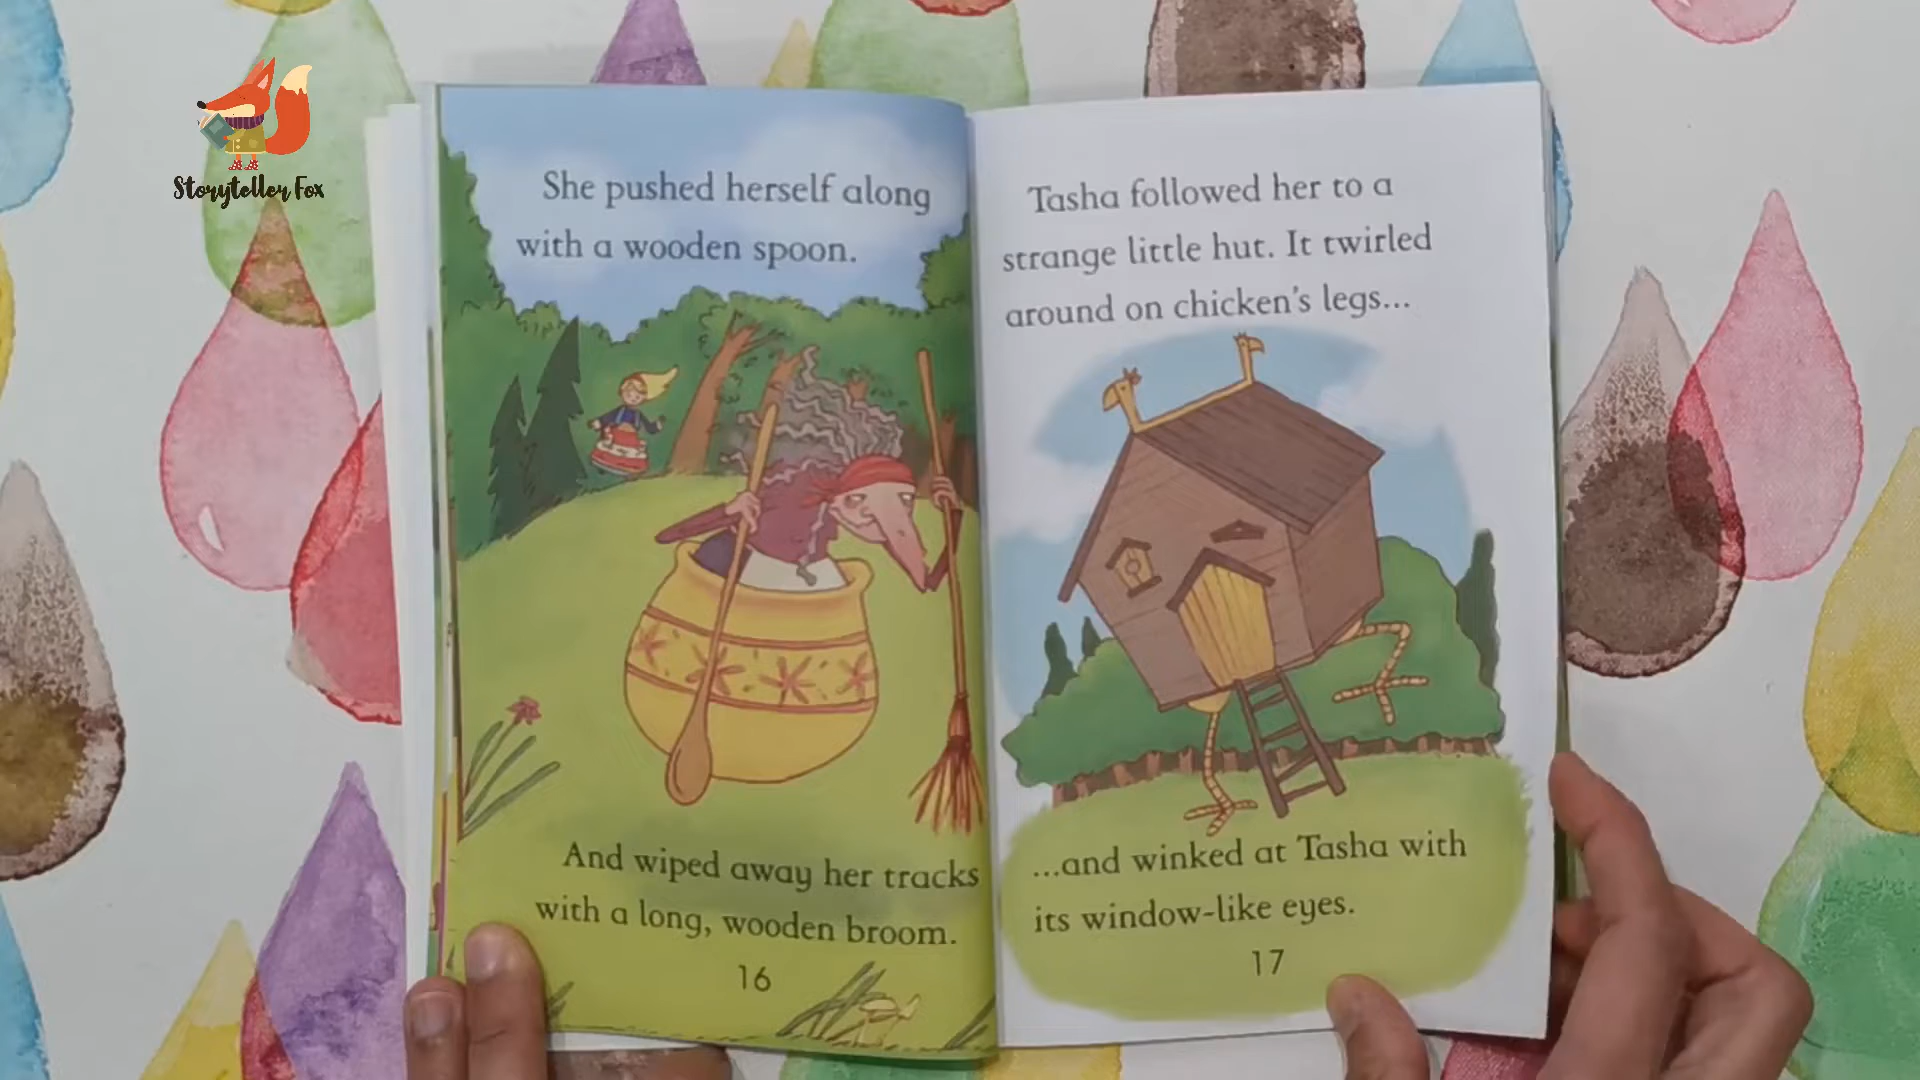 Storyteller Fox
She pushed herself along
with a wooden spoon.
And wiped away her tracks
with a long, wooden broom.
16
Tasha followed her to a
strange little hut. It twirled
around on chicken's legs...
...and winked at Tasha with
its window-like eyes.
17